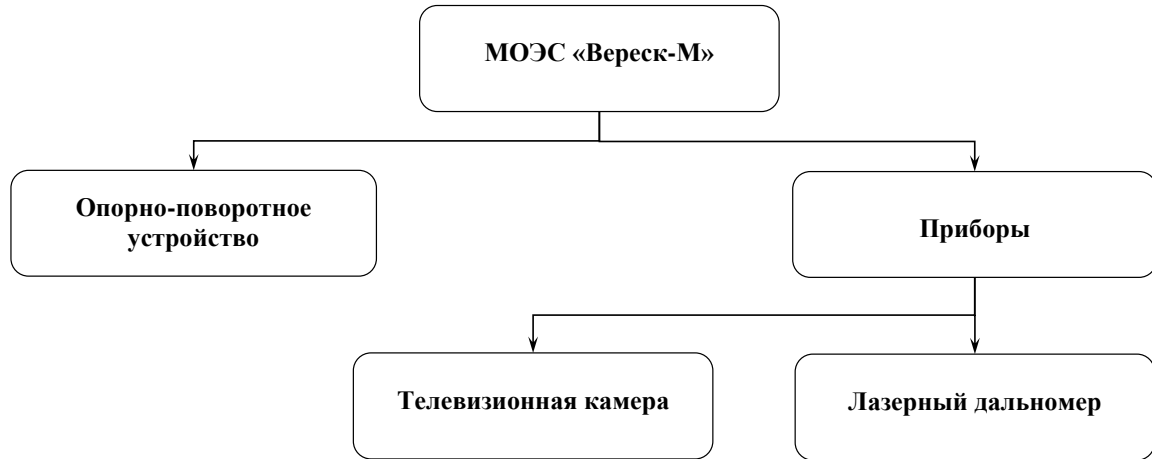 МОЭС «Вереск-М»
Опорно-поворотное
устройство
Приборы
Телевизионная камера
Лазерный дальномер